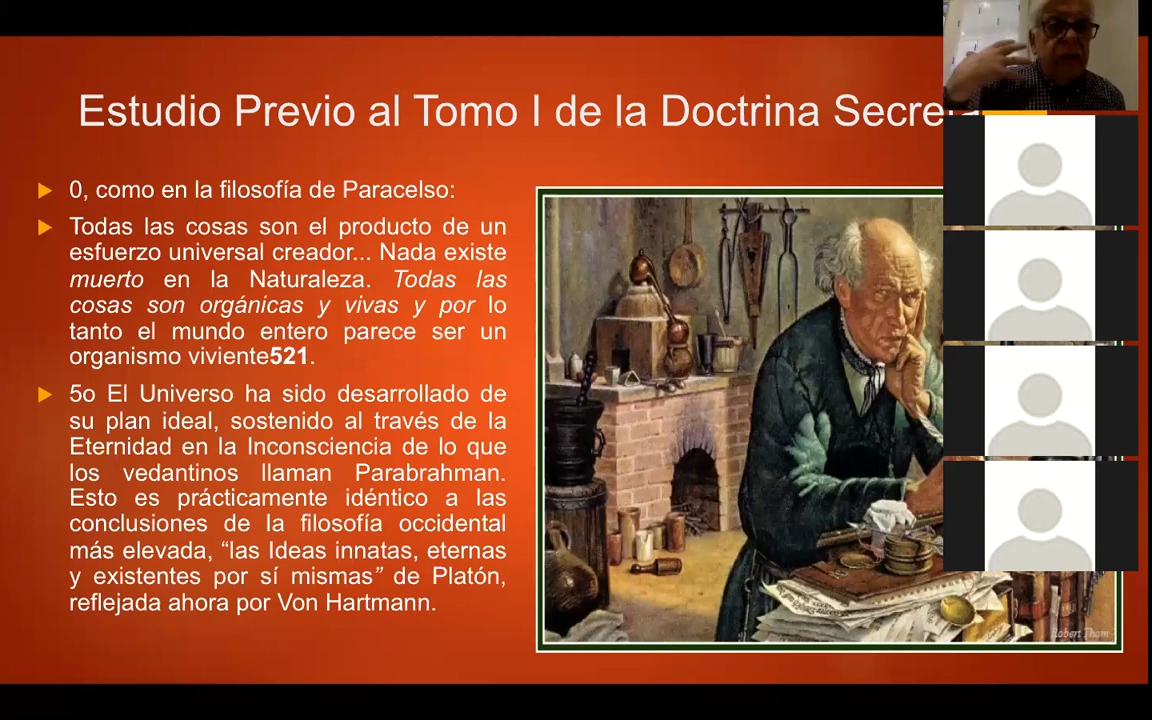 Estudio Previo al Tomo I de la Doctrina Secreta
0, como en la filosofía de Paracelso:
Todas las cosas son el producto de un
esfuerzo universal creador... Nada existe
muerto en la Naturaleza. Todas las
cosas son orgánicas y vivas y por lo
tanto el mundo entero parece ser un
organismo viviente521.
5o El Universo ha sido desarrollado de
su plan ideal, sostenido al través de la
Eternidad en la Inconsciencia de lo que
los vedantinos llaman Parabrahman.
Esto es prácticamente idéntico a las
conclusiones de la filosofía occidental
más elevada, “las Ideas innatas, eternas
y existentes por sí mismas” de Platón,
reflejada ahora por Von Hartmann.
Robert Thom